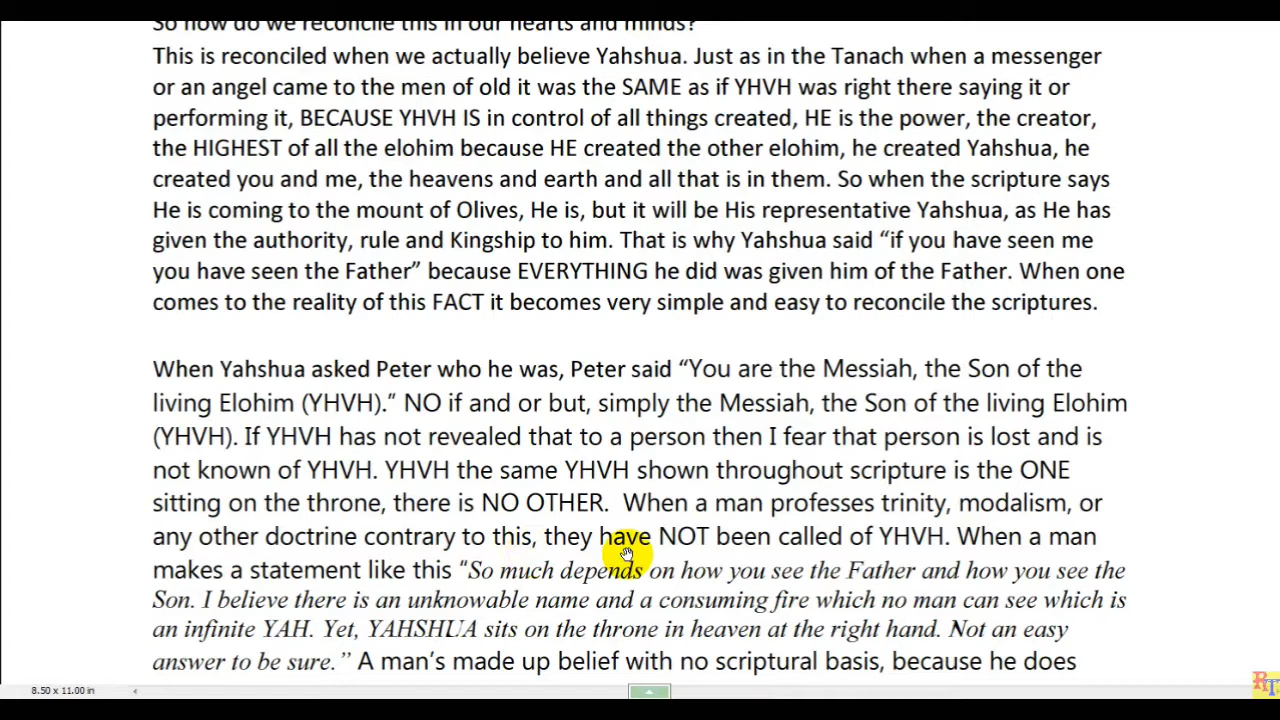 So how do we reconcile this in our hearts and minds?
This is reconciled when we actually believe Yahshua. Just as in the Tanach when a messenger
or an angel came to the men of old it was the SAME as if YHVH was right there saying it or
performing it, BECAUSE YHVH IS in control of all things created, HE is the power, the creator,
the HIGHEST of all the elohim because HE created the other elohim, he created Yahshua, he
created you and me, the heavens and earth and all that is in them. So when the scripture says
He is coming to the mount of Olives, He is, but it will be His representative Yahshua, as He has
given the authority, rule and Kingship to him. That is why Yahshua said “if you have seen me
you have seen the Father” because EVERYTHING he did was given him of the Father. When one
comes to the reality of this FACT it becomes very simple and easy to reconcile the scriptures.
When Yahshua asked Peter who he was, Peter said “You are the Messiah, the Son of the
living Elohim (YHVH).” NO if and or but, simply the Messiah, the Son of the living Elohim
(YHVH). If YHVH has not revealed that to a person then I fear that person is lost and is
not known of YHVH. YHVH the same YHVH shown throughout scripture is the ONE
sitting on the throne, there is NO OTHER.  When a man professes trinity, modalism, or
any other doctrine contrary to this, they have NOT been called of YHVH. When a man
makes a statement like this “So much depends on how you see the Father and how you see the
Son. I believe there is an unknowable name and a consuming fire which no man can see which is
an infinite YAH. Yet, YAHSHUA sits on the throne in heaven at the right hand. Not an easy
answer to be sure.” A man’s made up belief with no scriptural basis, because he does
8.50 x 11.00 in
RT